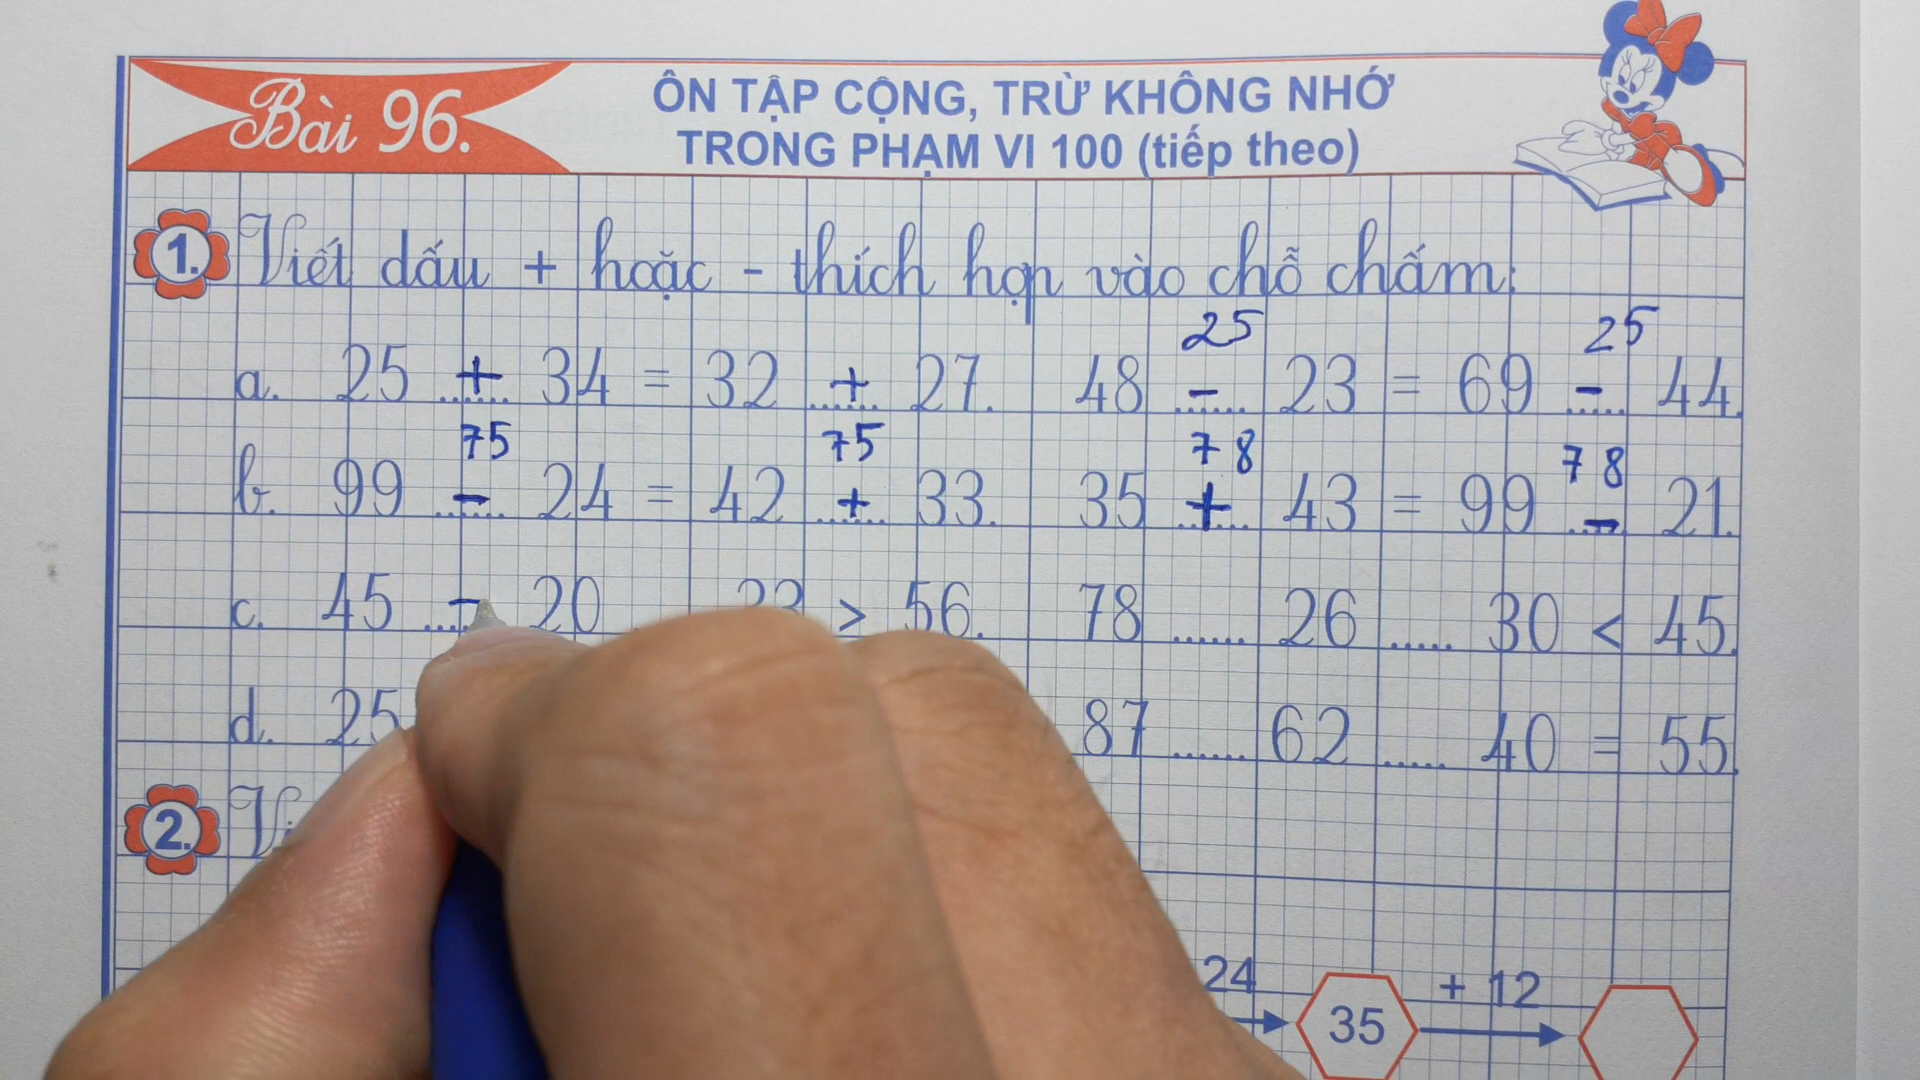 Bài 96.
ÔN TẬP CỘNG, TRỪ KHÔNG NHỚ
TRONG PHẠM VI 100 (tiếp theo)
1. Viết dấu + hoặc - thích hợp vào chỗ chấm:
25 25
a. 25 ..+.. 34 = 32 ..+.. 27. 48 ..-.. 23 = 69 ..-.. 44.
75 75 78 78
b. 99 ..-.. 24 = 42 ..+.. 33. 35 ..+.. 43 = 99 ..-.. 21.
c. 45 ..-.. 20 23 > 56. 78 ...... 26 ...... 30 < 45.
d. 25 87 ...... 62 ...... 40 = 55.
2.
24 + 12
35